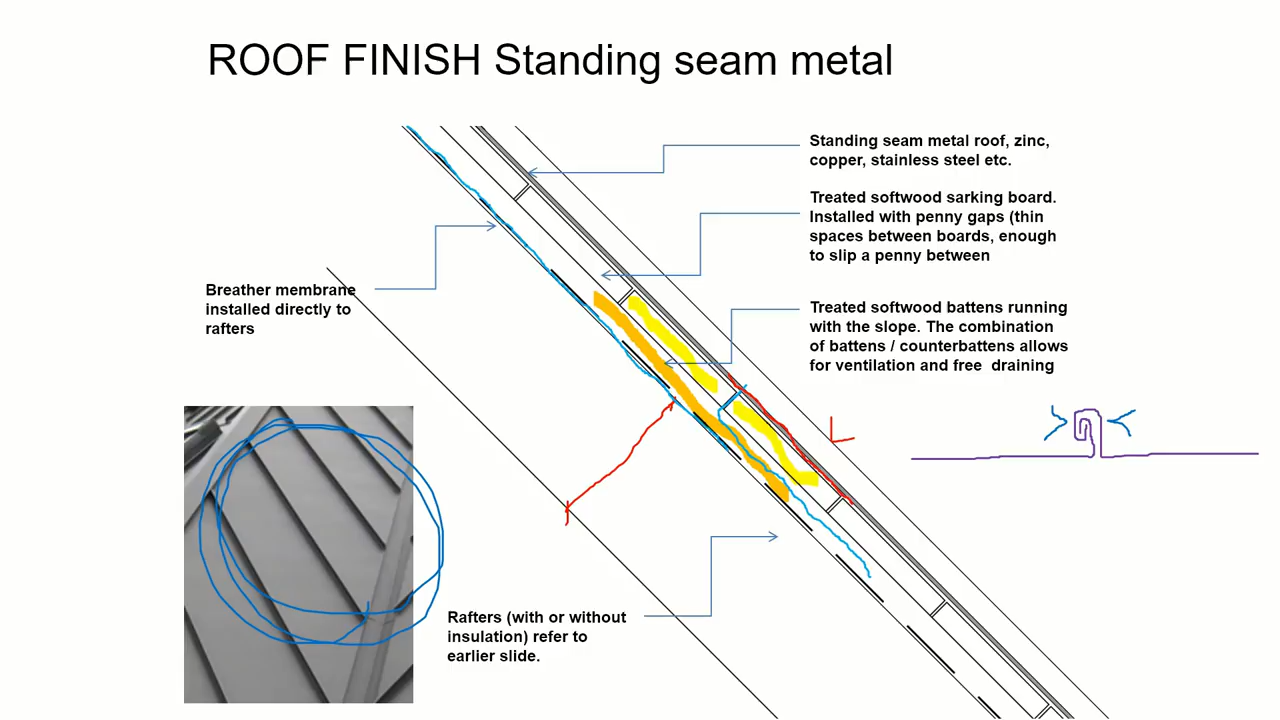 ROOF FINISH Standing seam metal
Standing seam metal roof, zinc,
copper, stainless steel etc.
Treated softwood sarking board.
Installed with penny gaps (thin
spaces between boards, enough
to slip a penny between
Breather membrane
installed directly to
rafters
Treated softwood battens running
with the slope. The combination
of battens / counterbattens allows
for ventilation and free  draining
Rafters (with or without
insulation) refer to
earlier slide.